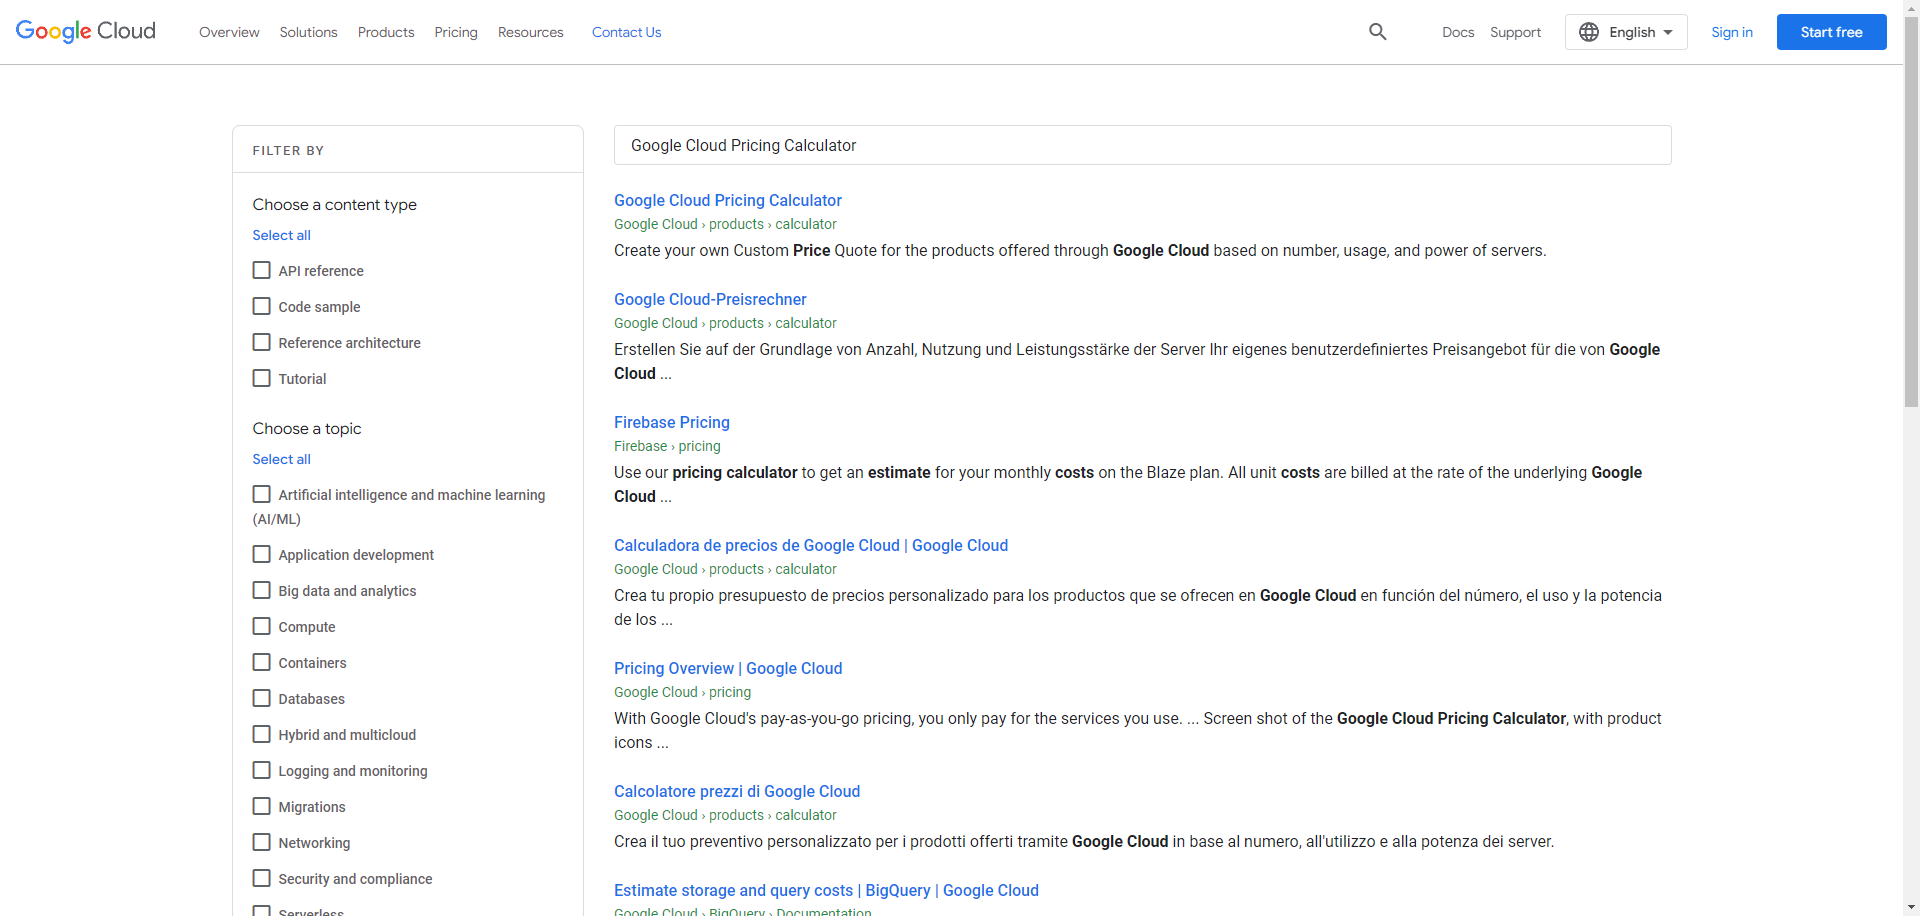 Google Cloud
Overview
Solutions
Products
Pricing
Resources
Contact Us
Docs
Support
English
Sign in
Start free
FILTER BY
Choose a content type
Select all
API reference
Code sample
Reference architecture
Tutorial
Choose a topic
Select all
Artificial intelligence and machine learning
(AI/ML)
Application development
Big data and analytics
Compute
Containers
Databases
Hybrid and multicloud
Logging and monitoring
Migrations
Networking
Security and compliance
Serverless
Google Cloud Pricing Calculator
Google Cloud Pricing Calculator
Google Cloud › products › calculator
Create your own Custom Price Quote for the products offered through Google Cloud based on number, usage, and power of servers.
Google Cloud-Preisrechner
Google Cloud › products › calculator
Erstellen Sie auf der Grundlage von Anzahl, Nutzung und Leistungsstärke der Server Ihr eigenes benutzerdefiniertes Preisangebot für die von Google
Cloud ...
Firebase Pricing
Firebase › pricing
Use our pricing calculator to get an estimate for your monthly costs on the Blaze plan. All unit costs are billed at the rate of the underlying Google
Cloud ...
Calculadora de precios de Google Cloud | Google Cloud
Google Cloud › products › calculator
Crea tu propio presupuesto de precios personalizado para los productos que se ofrecen en Google Cloud en función del número, el uso y la potencia
de los ...
Pricing Overview | Google Cloud
Google Cloud › pricing
With Google Cloud's pay-as-you-go pricing, you only pay for the services you use. ... Screen shot of the Google Cloud Pricing Calculator, with product
icons ...
Calcolatore prezzi di Google Cloud
Google Cloud › products › calculator
Crea il tuo preventivo personalizzato per i prodotti offerti tramite Google Cloud in base al numero, all'utilizzo e alla potenza dei server.
Estimate storage and query costs | BigQuery | Google Cloud
Google Cloud › BigQuery › Documentation